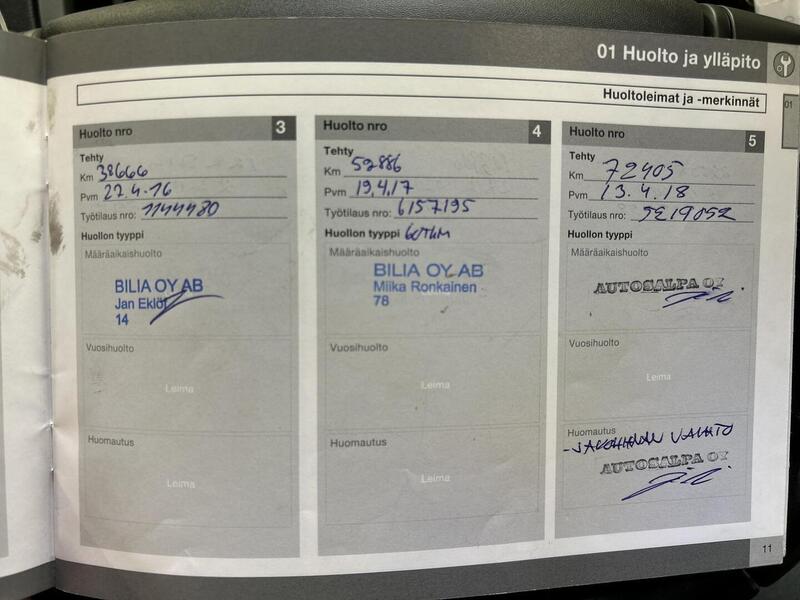 01 Huolto ja ylläpito
01
Huoltoleimat ja -merkinnät
Huolto nro 3
Tehty
Km 38666
Pvm 22.4.16
Työtilaus nro: 1144480
Huollon tyyppi
Määräaikaishuolto
BILIA OY AB
Jan Eklöf
14
Vuosihuolto
Leima
Huomautus
Leima
Huolto nro 4
Tehty
Km 52886
Pvm 19.4.17
Työtilaus nro: 6157195
Huollon tyyppi 60TKM
Määräaikaishuolto
BILIA OY AB
Miika Ronkainen
78
Vuosihuolto
Leima
Huomautus
Leima
Huolto nro 5
Tehty
Km 72405
Pvm 13.4.18
Työtilaus nro: SE19052
Huollon tyyppi
Määräaikaishuolto
AUTOSALPA OY
Vuosihuolto
Leima
Huomautus
- JAKOHIHNAN VAIHTO
AUTOSALPA OY
11